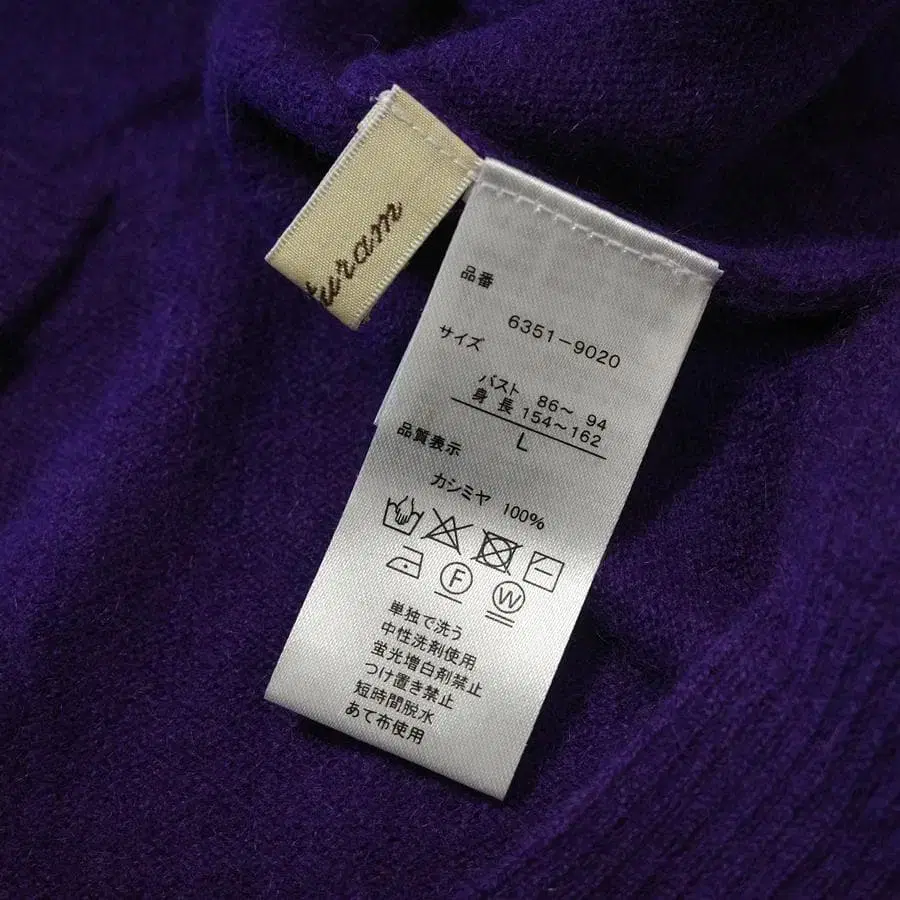 turam
品番
6351-9020
サイズ
バスト 86〜 94
身 長 154〜162
L
品質表示
カシミヤ 100%
F
W
単独で洗う
中性洗剤使用
蛍光増白剤禁止
つけ置き禁止
短時間脱水
あて布使用